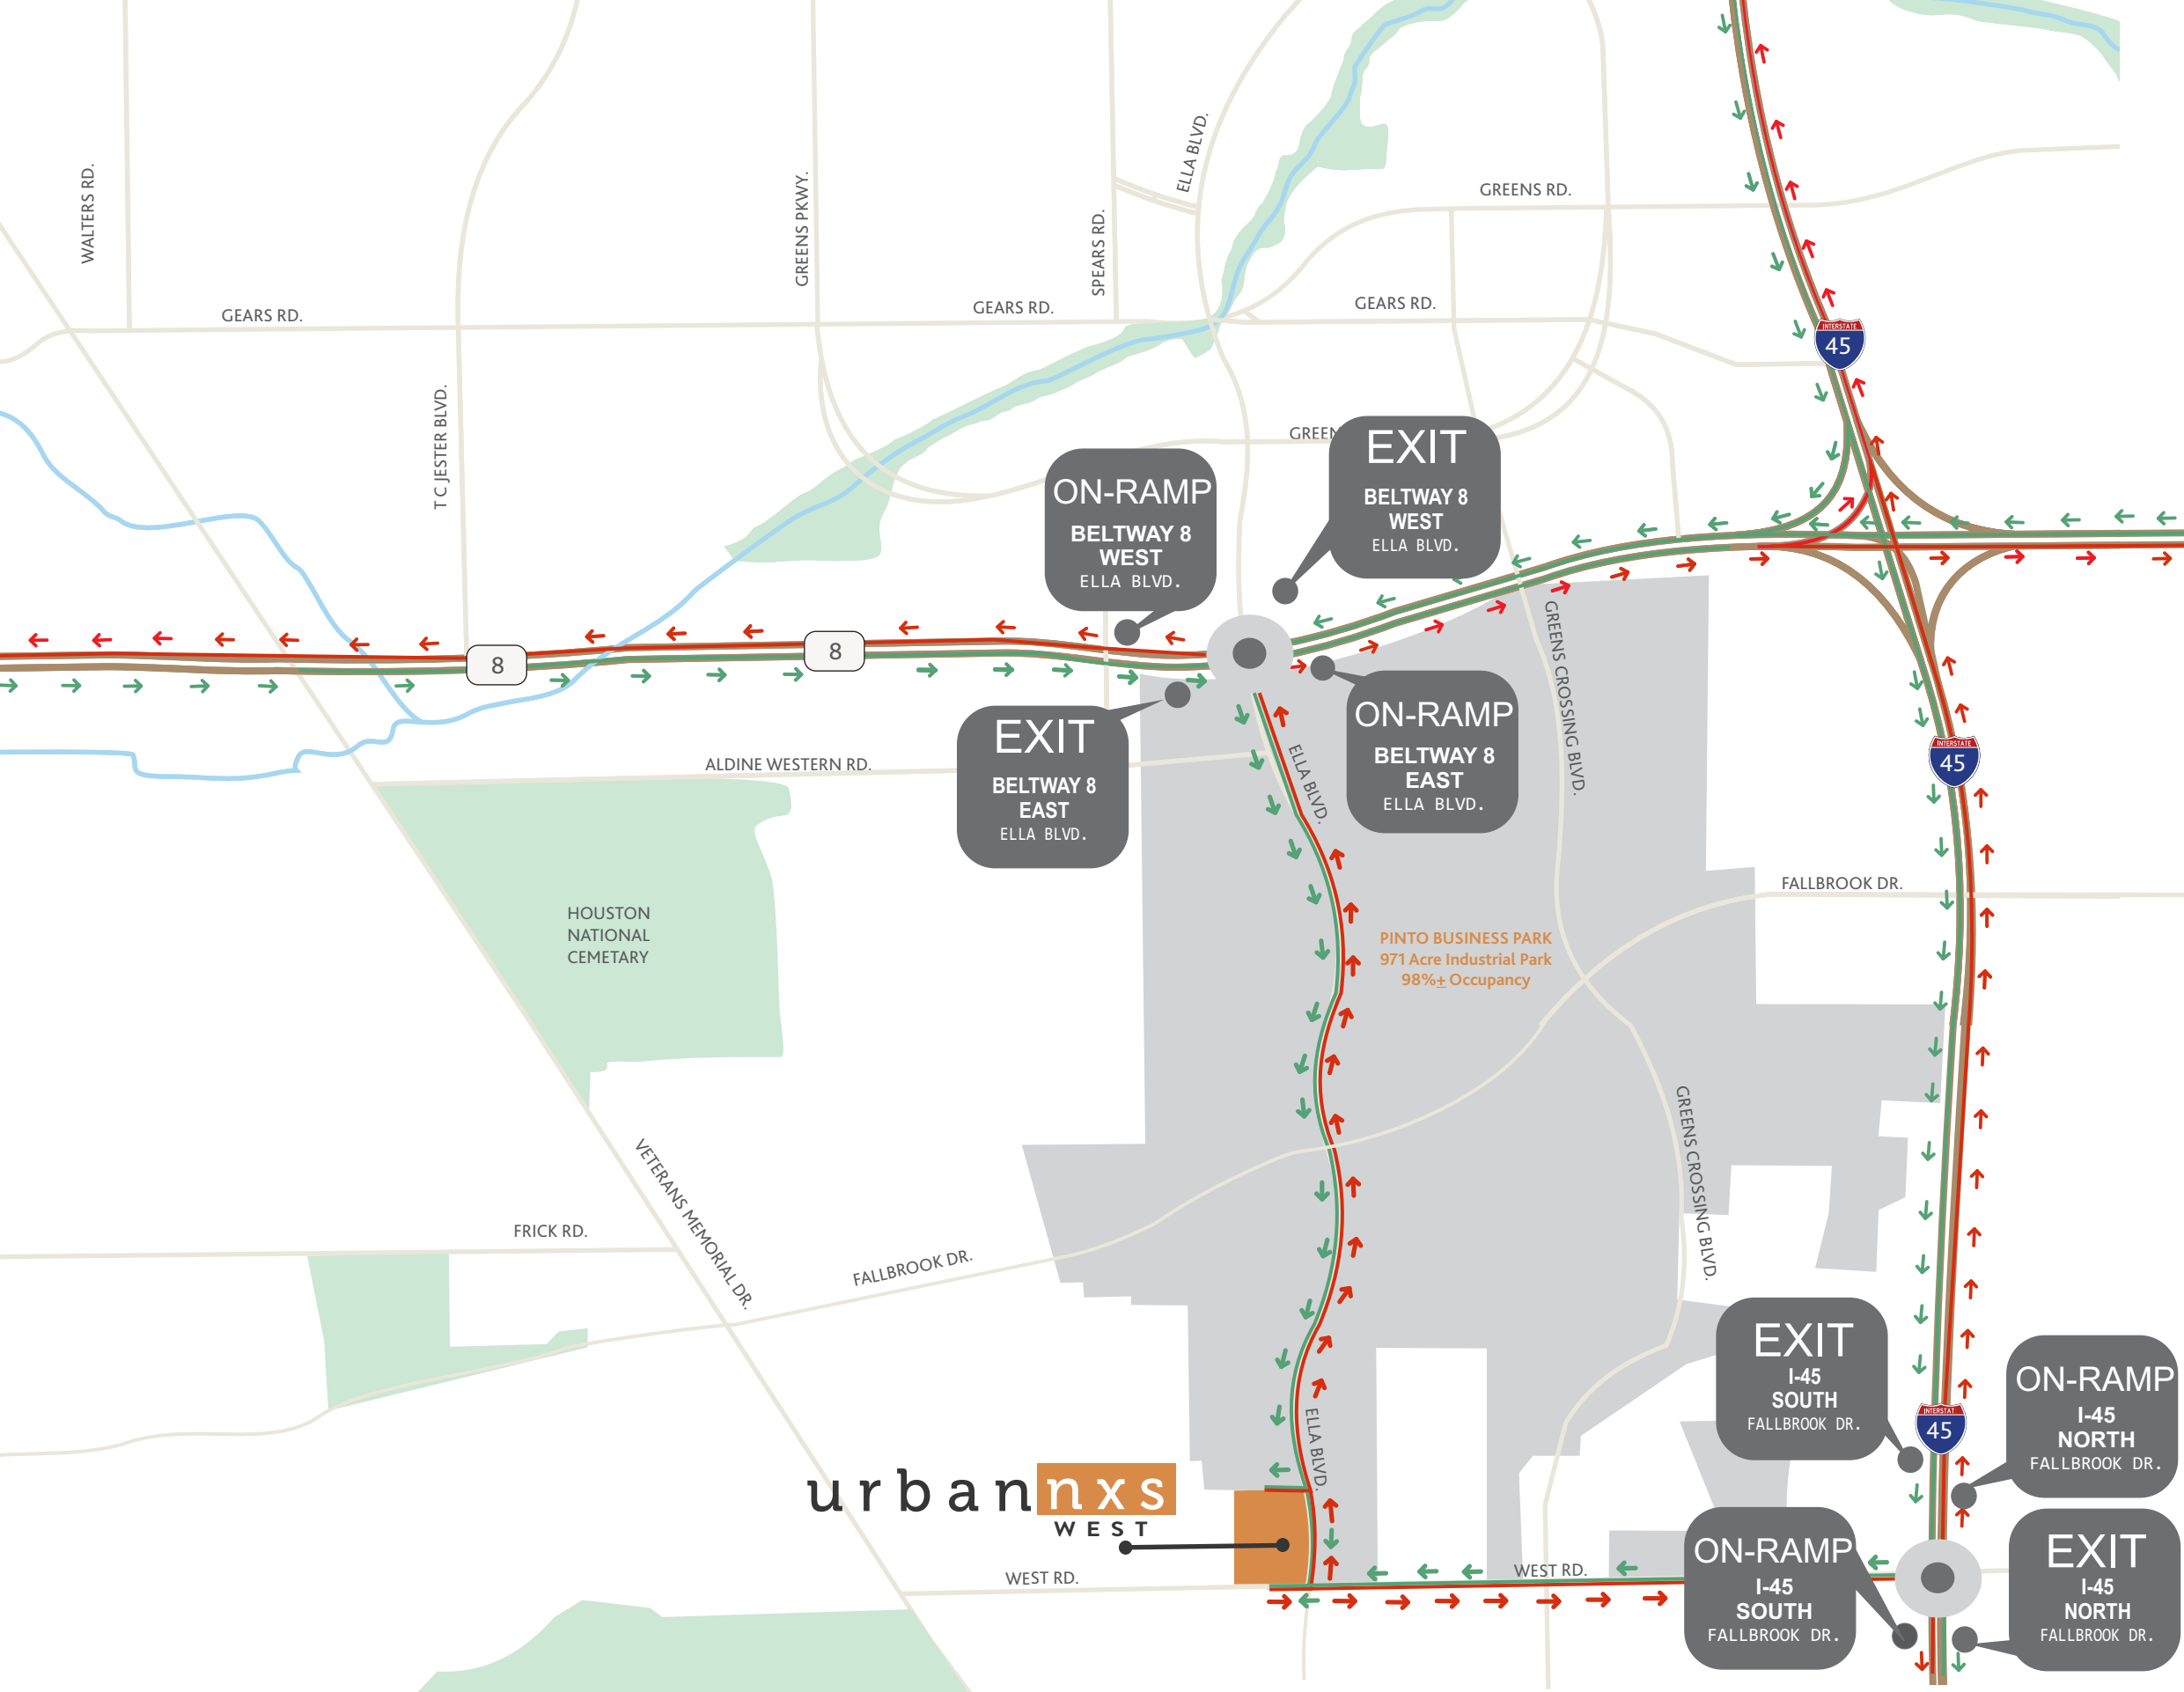 WALTERS RD.
GEARS RD.
T C JESTER BLVD.
GREENS PKWY.
GEARS RD.
SPEARS RD.
ELLA BLVD.
GREENS RD.
GEARS RD.
INTERSTATE
45
GREEN
ON-RAMP
BELTWAY 8
WEST
ELLA BLVD.
EXIT
BELTWAY 8
WEST
ELLA BLVD.
8
8
EXIT
BELTWAY 8
EAST
ELLA BLVD.
ON-RAMP
BELTWAY 8
EAST
ELLA BLVD.
ELLA BLVD.
GREENS CROSSING BLVD.
INTERSTATE
45
ALDINE WESTERN RD.
FALLBROOK DR.
HOUSTON
NATIONAL
CEMETARY
PINTO BUSINESS PARK
971 Acre Industrial Park
98%± Occupancy
GREENS CROSSING BLVD.
VETERANS MEMORIAL DR.
FRICK RD.
FALLBROOK DR.
EXIT
I-45
SOUTH
FALLBROOK DR.
ON-RAMP
I-45
NORTH
FALLBROOK DR.
INTERSTAT
45
ELLA BLVD.
urbannxs
WEST
WEST RD.
WEST RD.
ON-RAMP
I-45
SOUTH
FALLBROOK DR.
EXIT
I-45
NORTH
FALLBROOK DR.